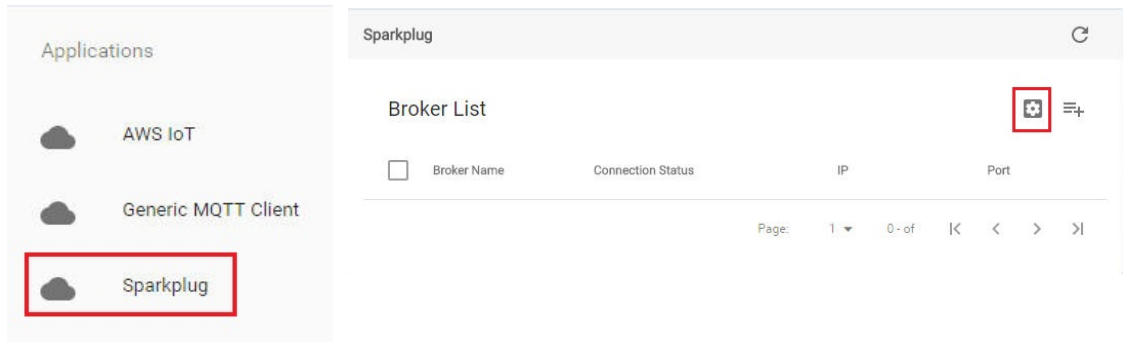 Applications
AWS IoT
Generic MQTT Client
Sparkplug
Sparkplug
Broker List
Broker Name Connection Status IP Port
Page: 1 0 - of